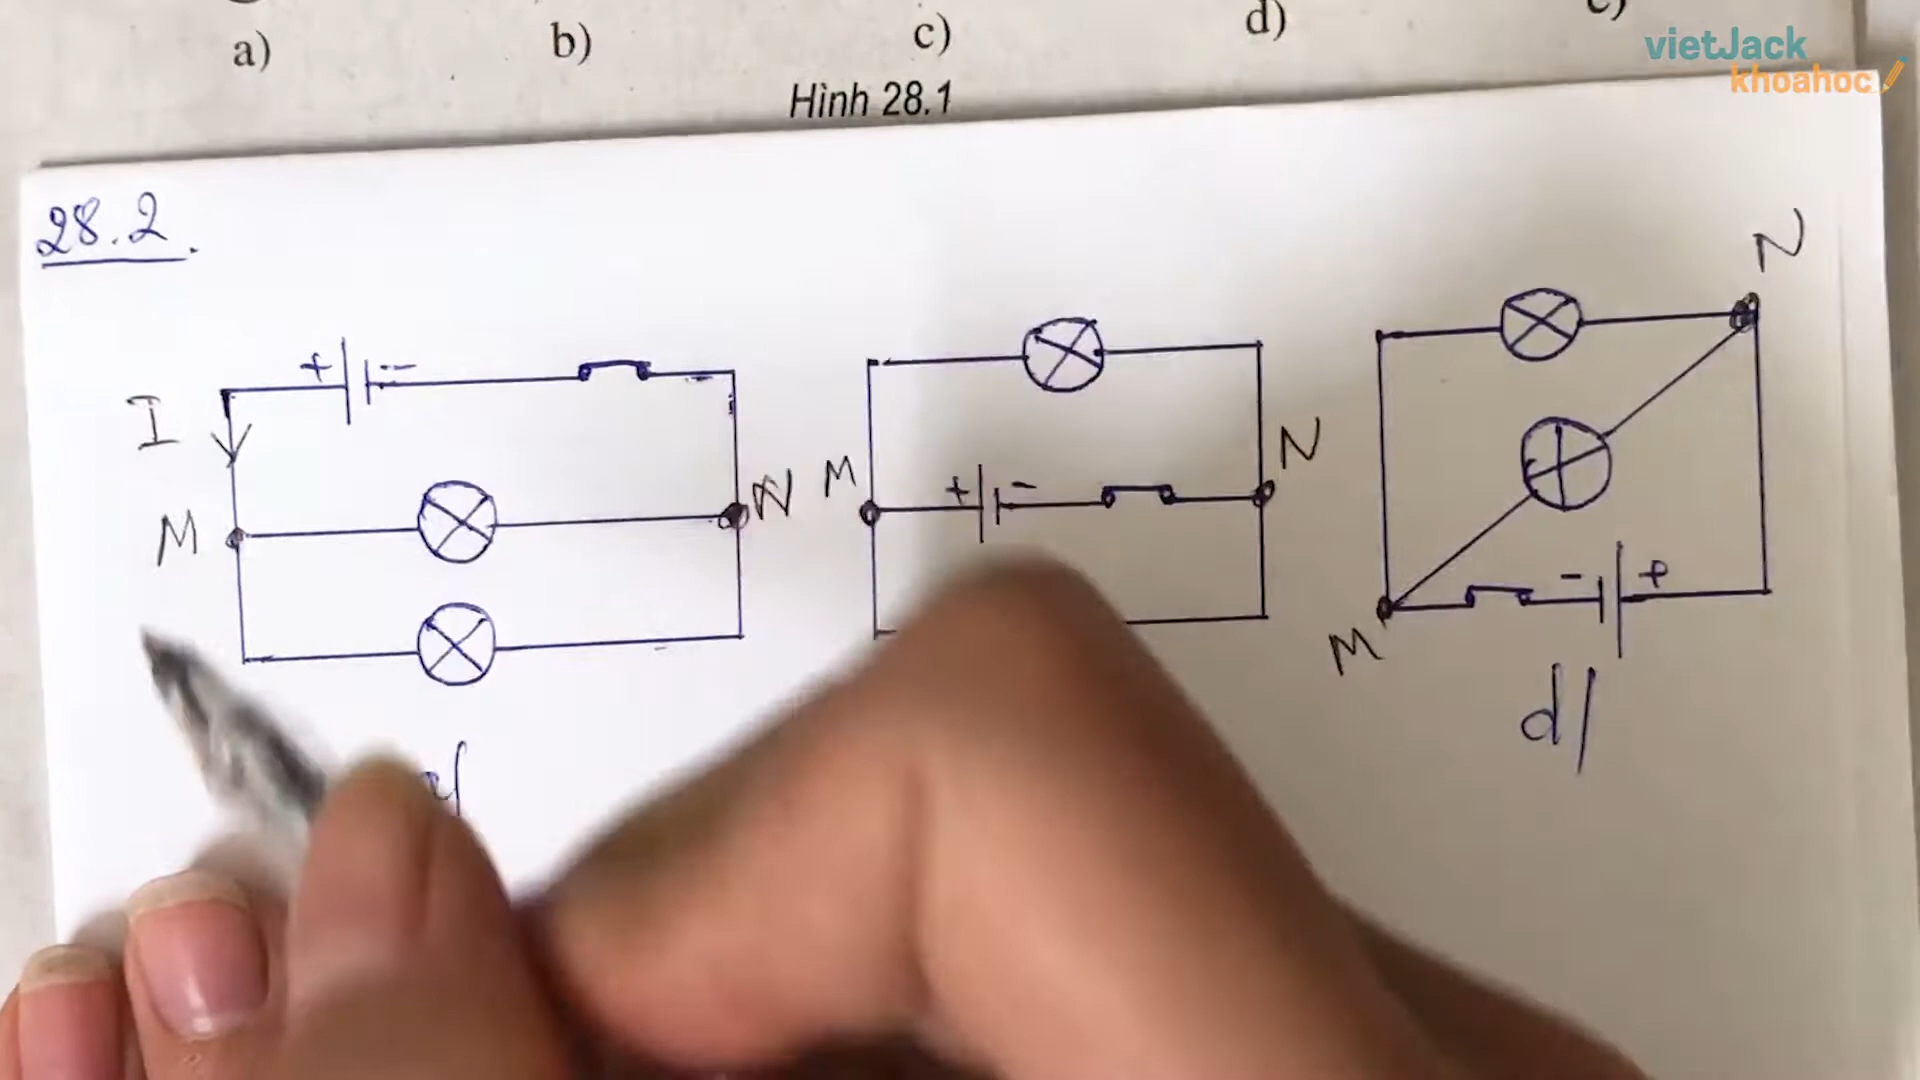 a) b) c) d) e)
vietJack
khoahoc
Hình 28.1
28.2.
N
+ -
I
N
M
+ -
N
M
- +
M
d/